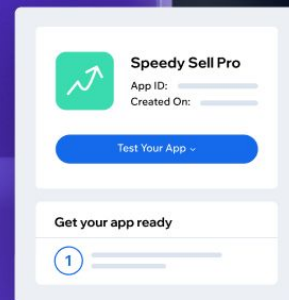 Speedy Sell Pro
App ID:
Created On:
Test Your App
Get your app ready
1